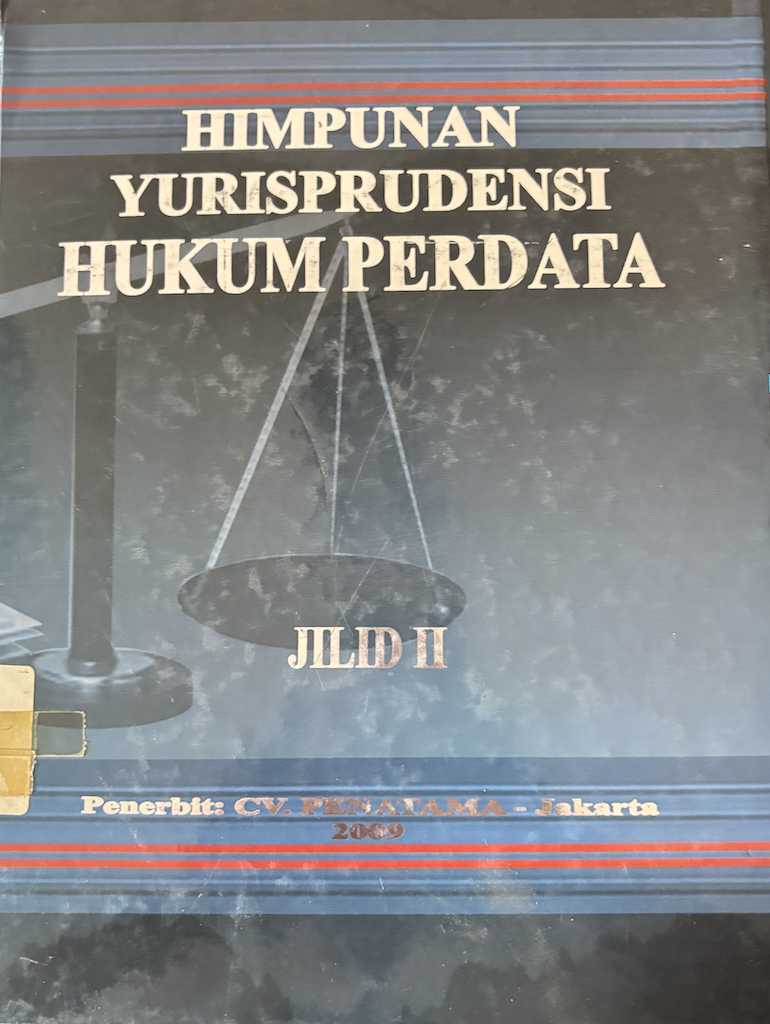 HIMPUNAN
YURISPRUDENSI
HUKUM PERDATA
JILID II
Penerbit: CV. PENATAMA - Jakarta
2009